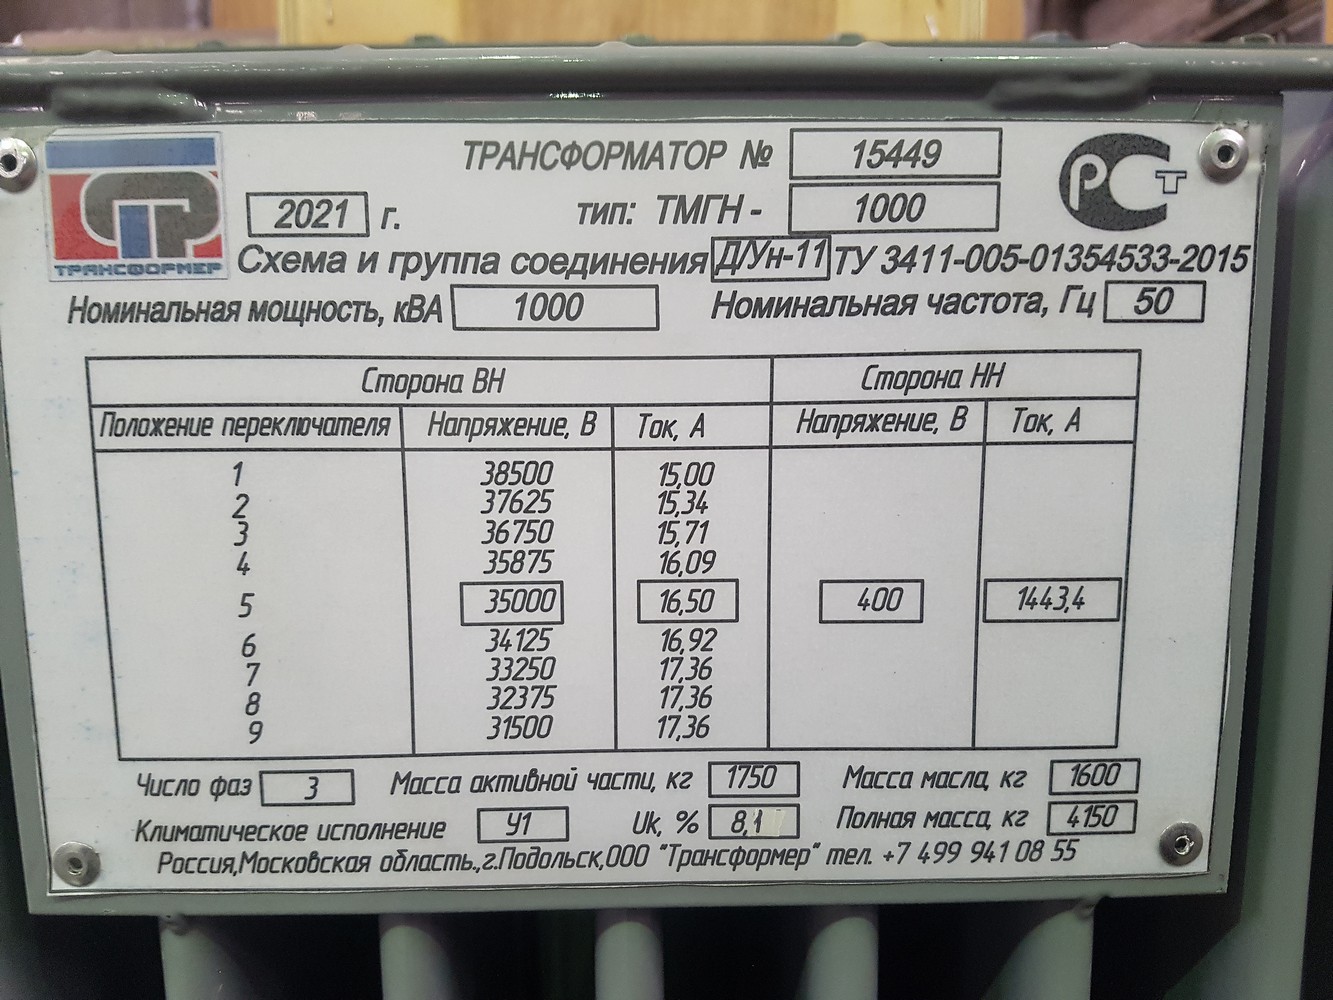 ТРАНСФОРМЕР
ТРАНСФОРМАТОР № 15449
РСТ
2021 г. тип: ТМГН - 1000
Схема и группа соединения Д/Ун-11 ТУ 3411-005-01354533-2015
Номинальная мощность, кВА 1000 Номинальная частота, Гц 50
Сторона ВН Сторона НН
Положение переключателя Напряжение, В Ток, А Напряжение, В Ток, А
1 38500 15,00
2 37625 15,34
3 36750 15,71
4 35875 16,09
5 35000 16,50 400 1443,4
6 34125 16,92
7 33250 17,36
8 32375 17,36
9 31500 17,36
Число фаз 3 Масса активной части, кг 1750 Масса масла, кг 1600
Климатическое исполнение У1 Uк, % 8,1 Полная масса, кг 4150
Россия,Московская область.,г.Подольск,ООО "Трансформер" тел. +7 499 941 08 55